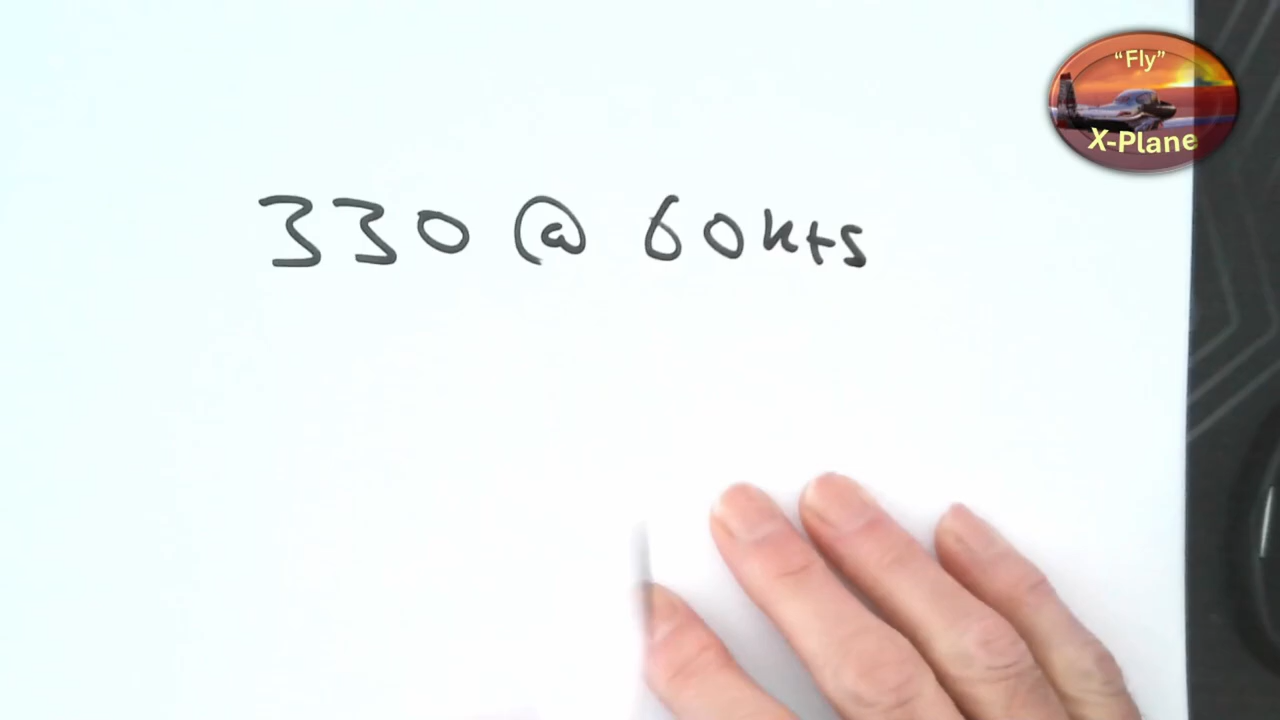 330 @ 60kts
“Fly”
X-Plane